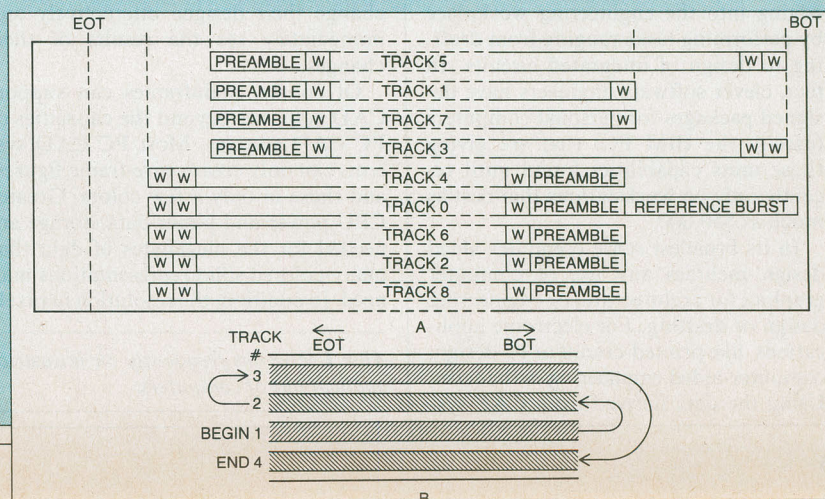 EOT BOT
PREAMBLE W TRACK 5 W W
PREAMBLE W TRACK 1 W
PREAMBLE W TRACK 7 W
PREAMBLE W TRACK 3 W W
W W TRACK 4 W PREAMBLE
W W TRACK 0 W PREAMBLE REFERENCE BURST
W W TRACK 6 W PREAMBLE
W W TRACK 2 W PREAMBLE
W W TRACK 8 W PREAMBLE
A
TRACK
#
EOT BOT
3
2
BEGIN 1
END 4
B